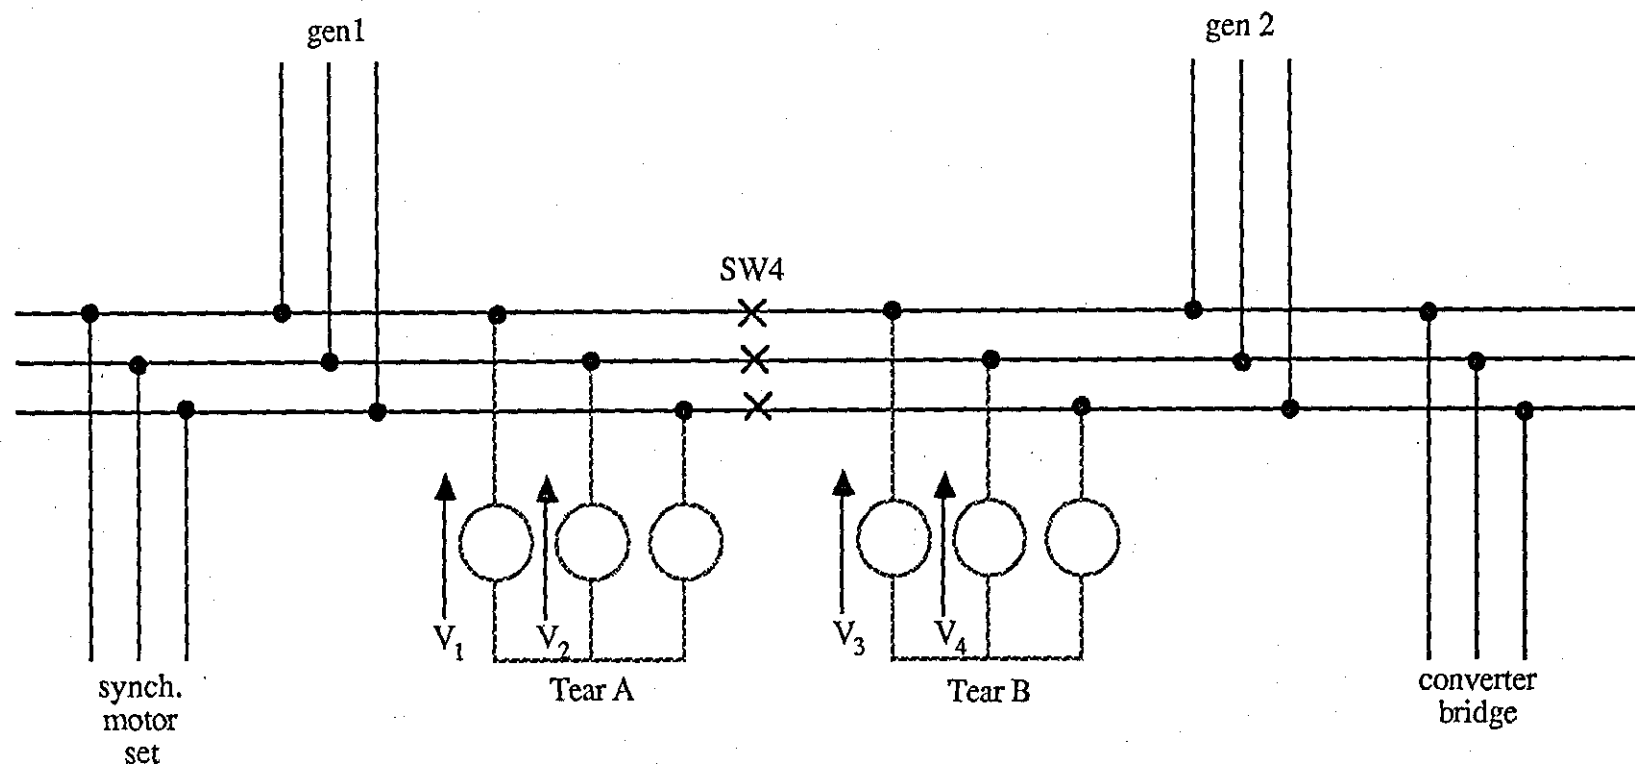 gen1
gen 2
SW4
V1
V2
V3
V4
Tear A
Tear B
synch.
motor
set
converter
bridge